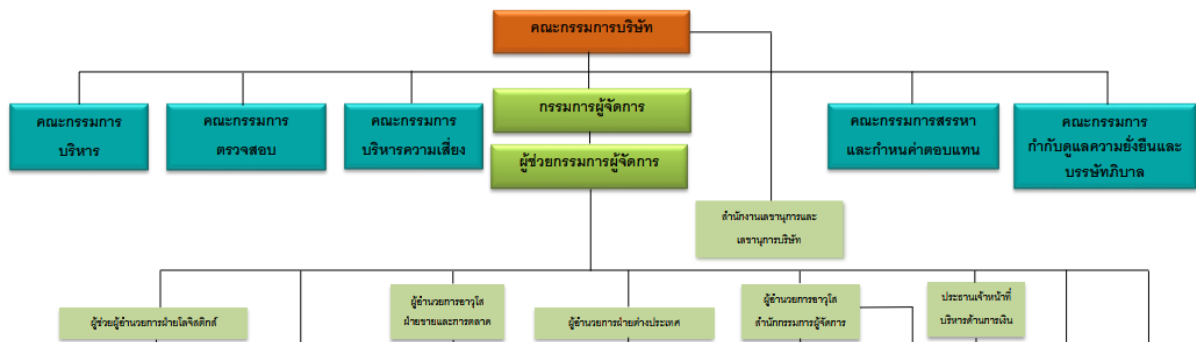 คณะกรรมการบริษัท
คณะกรรมการ
บริหาร
คณะกรรมการ
ตรวจสอบ
คณะกรรมการ
บริหารความเสี่ยง
กรรมการผู้จัดการ
ผู้ช่วยกรรมการผู้จัดการ
คณะกรรมการสรรหา
และกำหนค่าตอบแทน
คณะกรรมการ
กำกับดูแลความยั่งยืนและ
บรรษัทภิบาล
สำนักงานเลขานุการและ
เลขานุการบริษัท
ผู้ช่วยผู้อำนวยการฝ่ายโลจิสติกส์
ผู้อำนวยการอาวุโส
ฝ่ายขายและการตลาด
ผู้อำนวยการฝ่ายต่างประเทศ
ผู้อำนวยการอาวุโส
สำนักกรรมการผู้จัดการ
ประธานเจ้าหน้าที่
บริหารด้านการเงิน